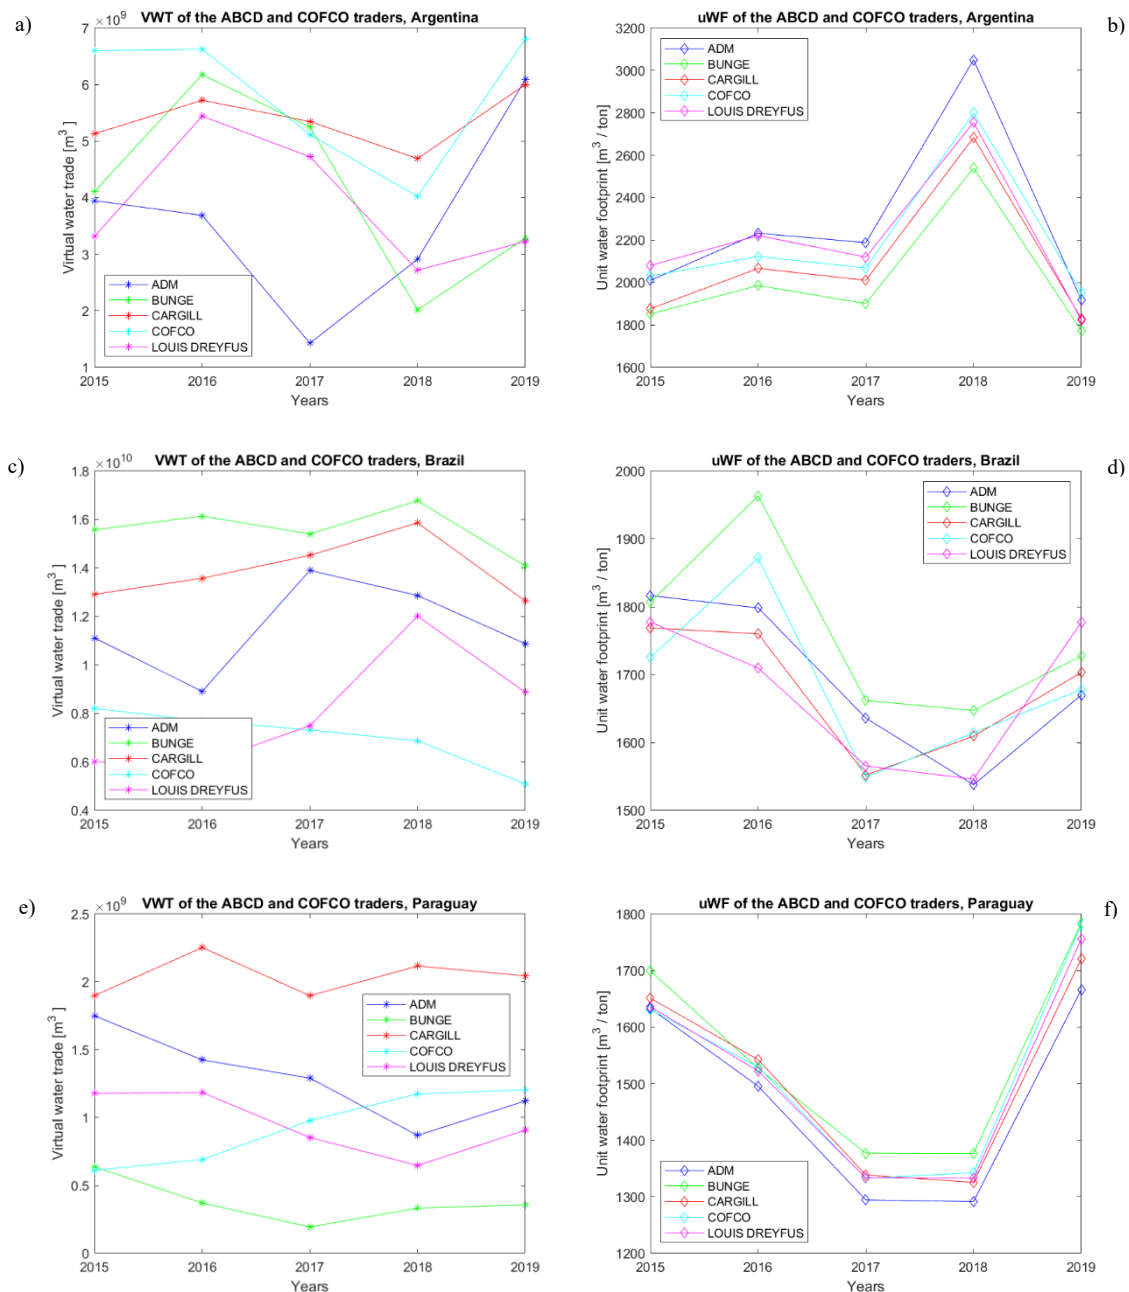 a)
VWT of the ABCD and COFCO traders, Argentina
×10^9
7
6
5
4
3
2
1
Virtual water trade [m^3 ]
ADM
BUNGE
CARGILL
COFCO
LOUIS DREYFUS
2015 2016 2017 2018 2019
Years
b)
uWF of the ABCD and COFCO traders, Argentina
3200
3000
2800
2600
2400
2200
2000
1800
1600
Unit water footprint [m^3 / ton]
ADM
BUNGE
CARGILL
COFCO
LOUIS DREYFUS
2015 2016 2017 2018 2019
Years
c)
VWT of the ABCD and COFCO traders, Brazil
×10^10
1.8
1.6
1.4
1.2
1
0.8
0.6
0.4
Virtual water trade [m^3 ]
ADM
BUNGE
CARGILL
COFCO
LOUIS DREYFUS
2015 2016 2017 2018 2019
Years
d)
uWF of the ABCD and COFCO traders, Brazil
2000
1900
1800
1700
1600
1500
Unit water footprint [m^3 / ton]
ADM
BUNGE
CARGILL
COFCO
LOUIS DREYFUS
2015 2016 2017 2018 2019
Years
e)
VWT of the ABCD and COFCO traders, Paraguay
×10^9
2.5
2
1.5
1
0.5
0
Virtual water trade [m^3 ]
ADM
BUNGE
CARGILL
COFCO
LOUIS DREYFUS
2015 2016 2017 2018 2019
Years
f)
uWF of the ABCD and COFCO traders, Paraguay
1800
1700
1600
1500
1400
1300
1200
Unit water footprint [m^3 / ton]
ADM
BUNGE
CARGILL
COFCO
LOUIS DREYFUS
2015 2016 2017 2018 2019
Years